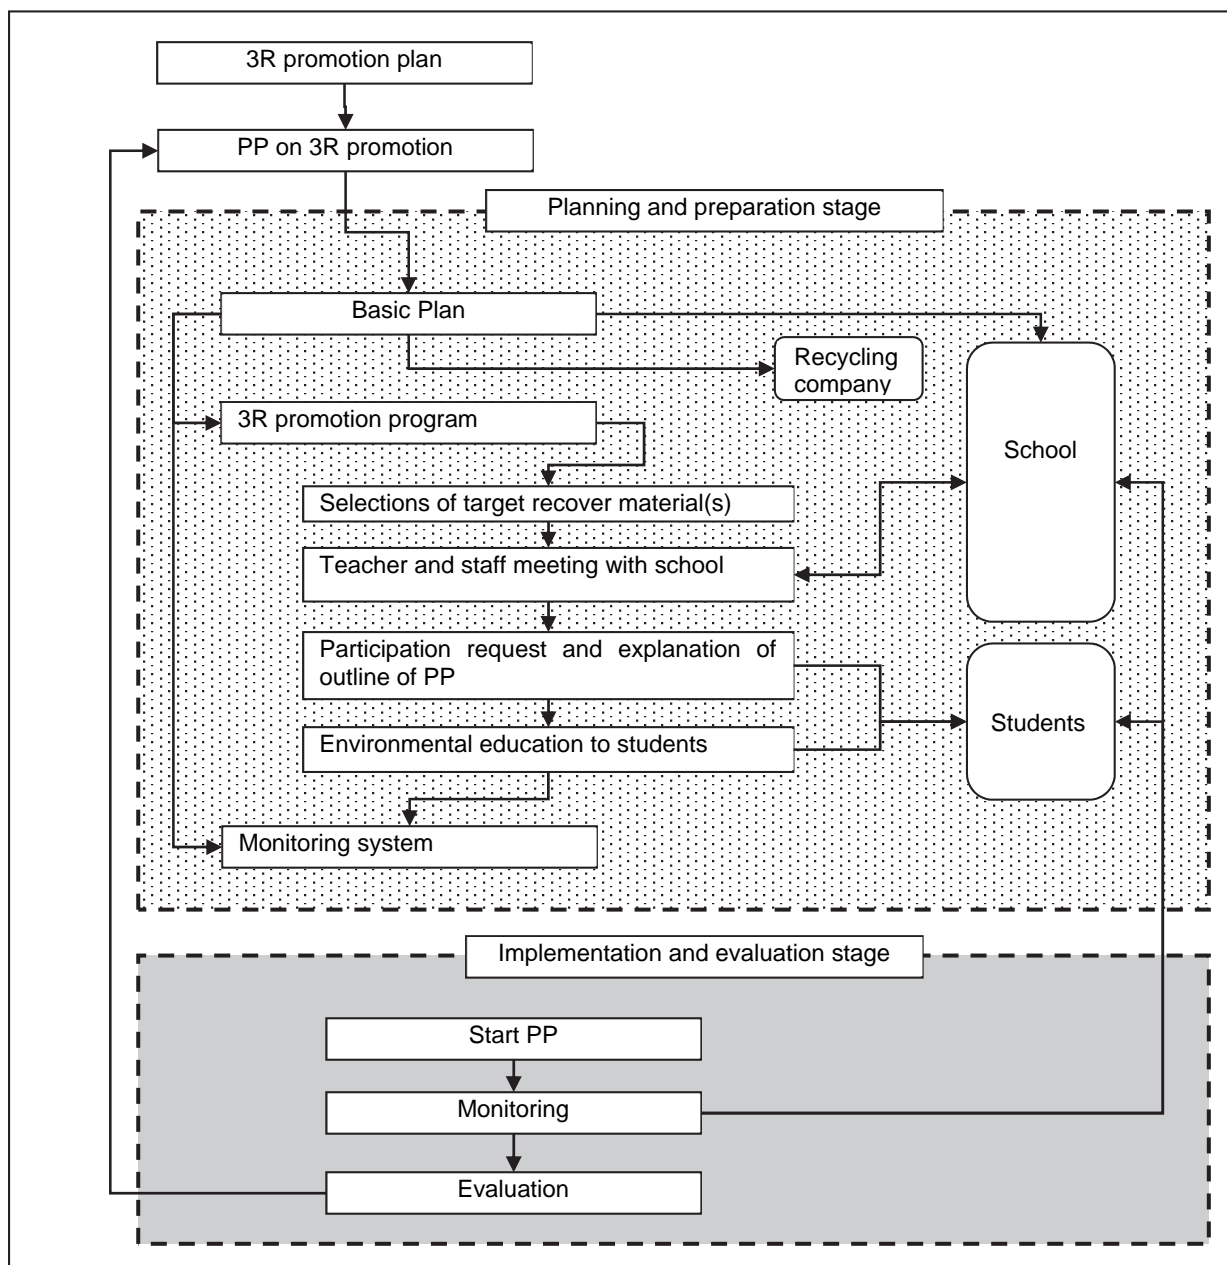 3R promotion plan
PP on 3R promotion
Planning and preparation stage
Basic Plan
Recycling
company
3R promotion program
School
Selections of target recover material(s)
Teacher and staff meeting with school
Participation request and explanation of
outline of PP
Students
Environmental education to students
Monitoring system
Implementation and evaluation stage
Start PP
Monitoring
Evaluation